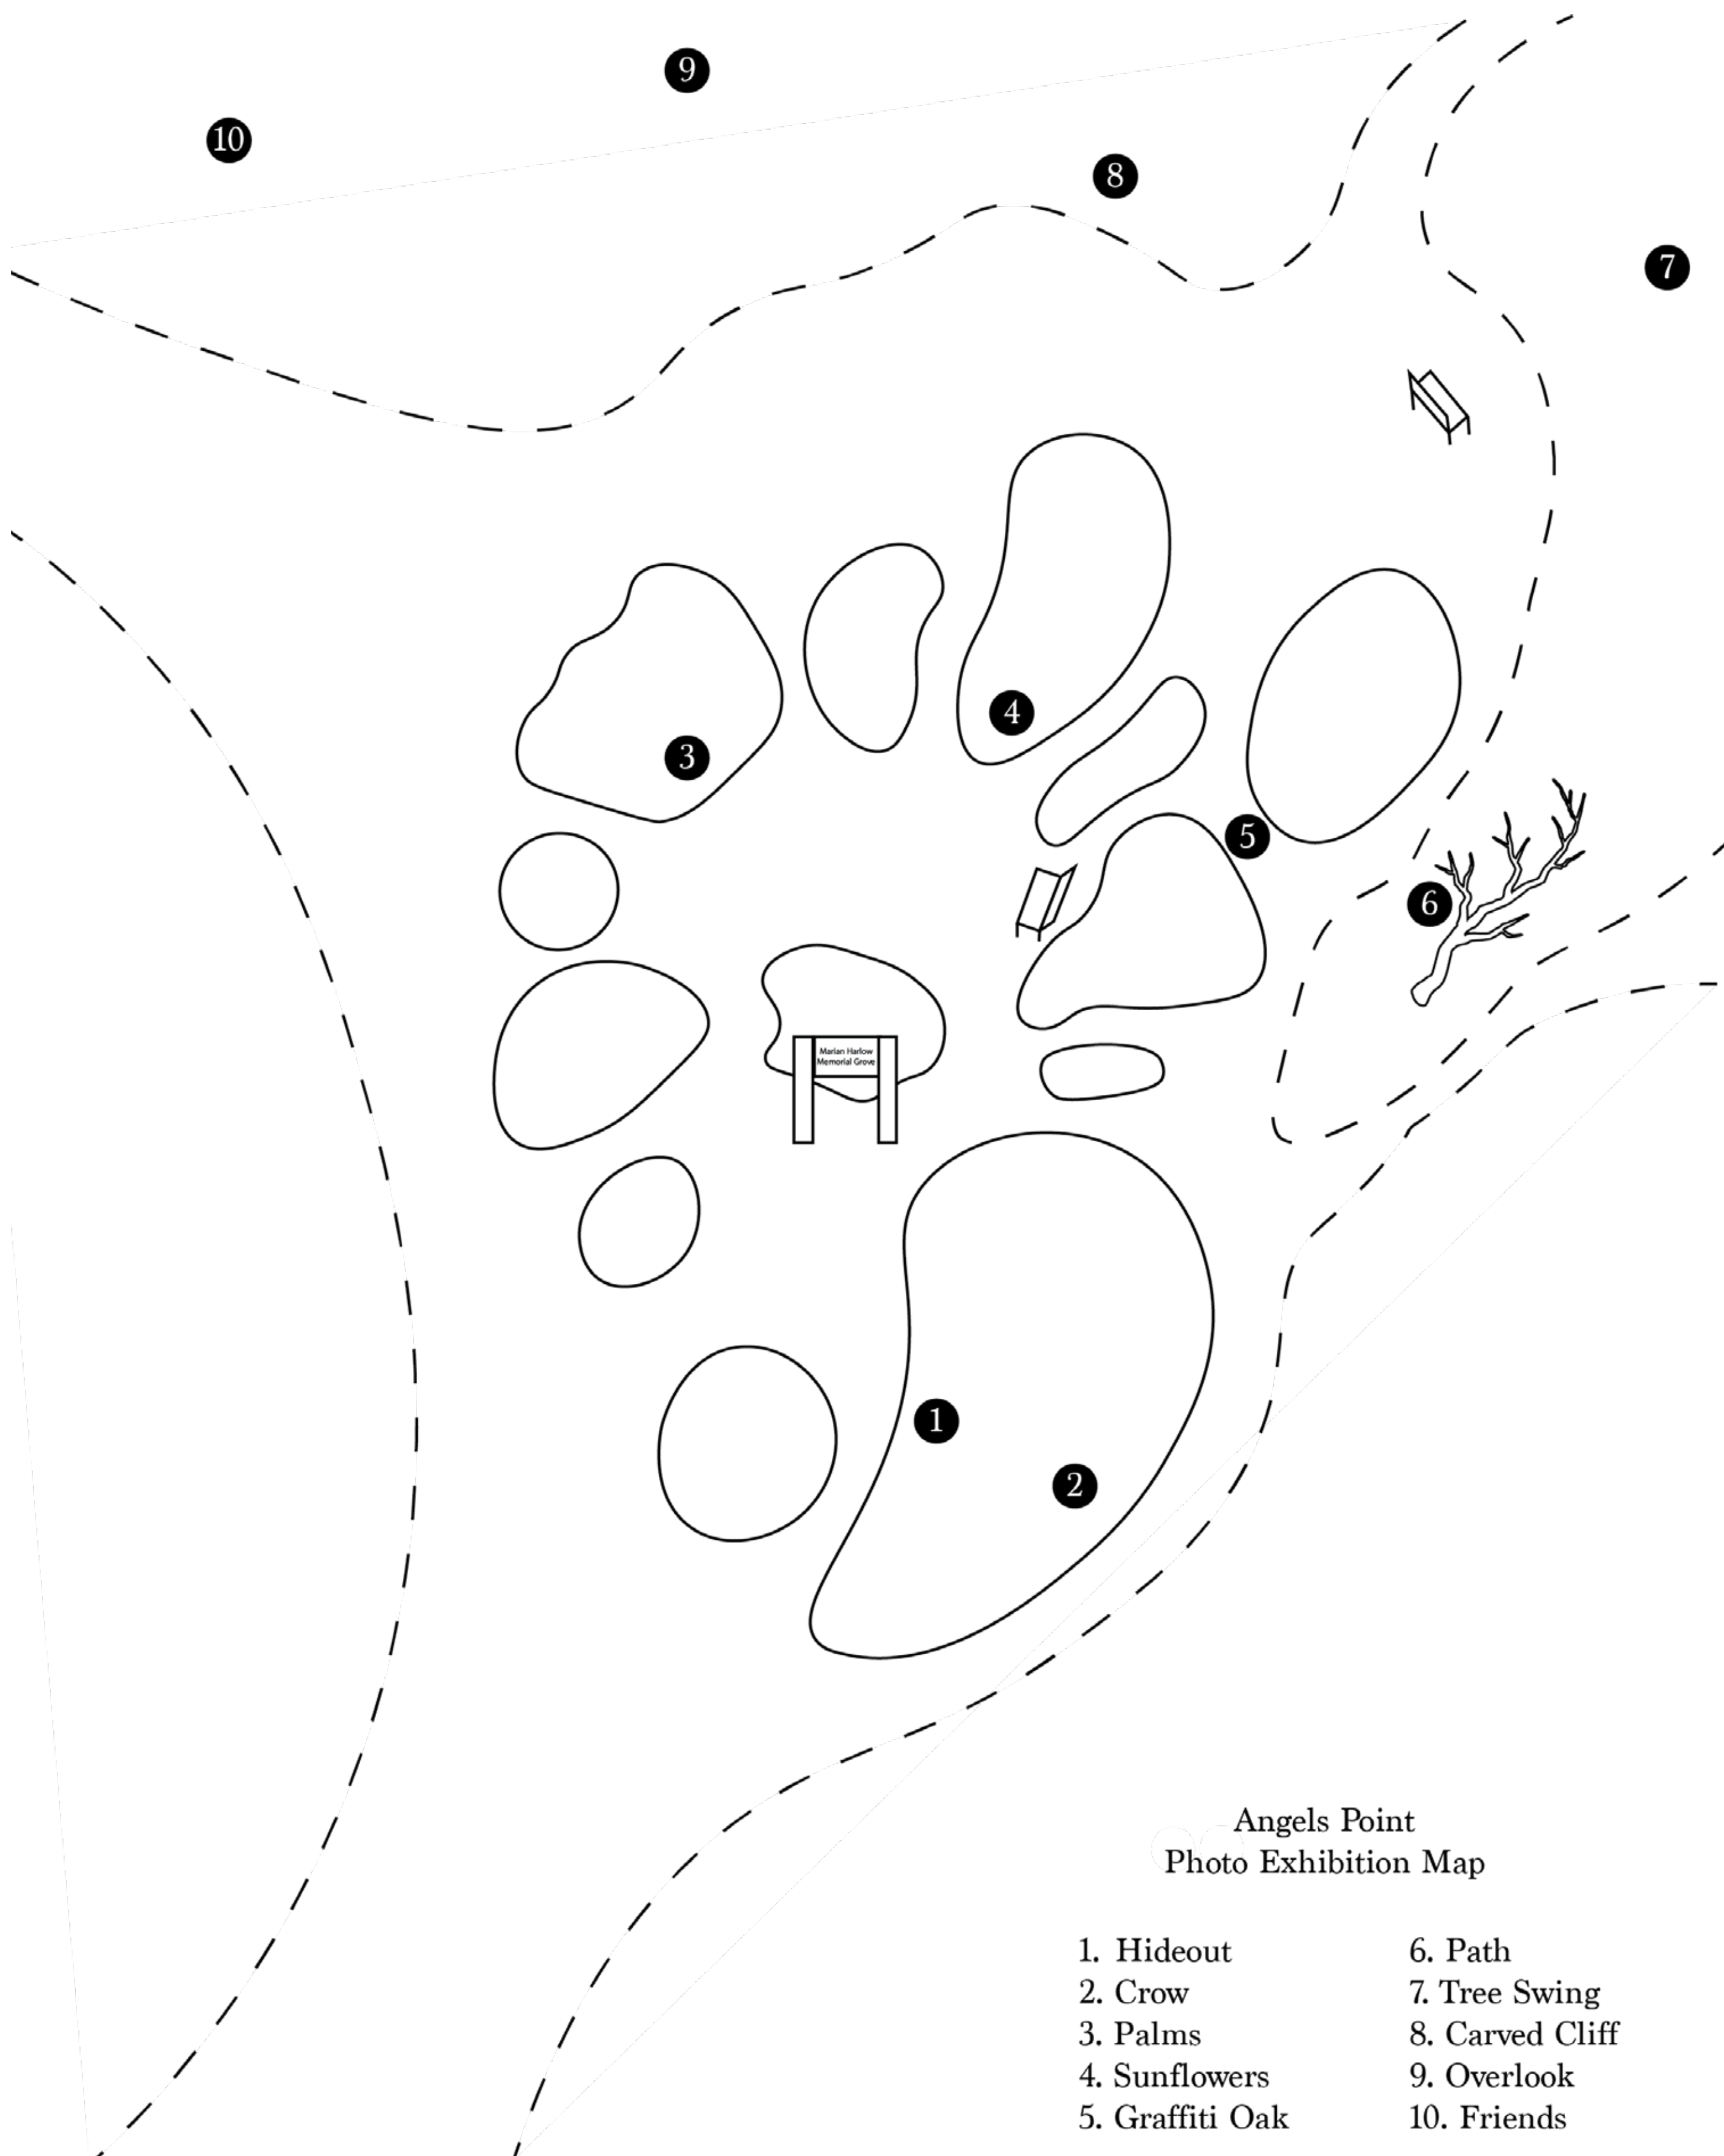 9
10
8
7
4
3
5
6
Marian Harlow
Memorial Grove
1
2
Angels Point
Photo Exhibition Map
1. Hideout
2. Crow
3. Palms
4. Sunflowers
5. Graffiti Oak
6. Path
7. Tree Swing
8. Carved Cliff
9. Overlook
10. Friends